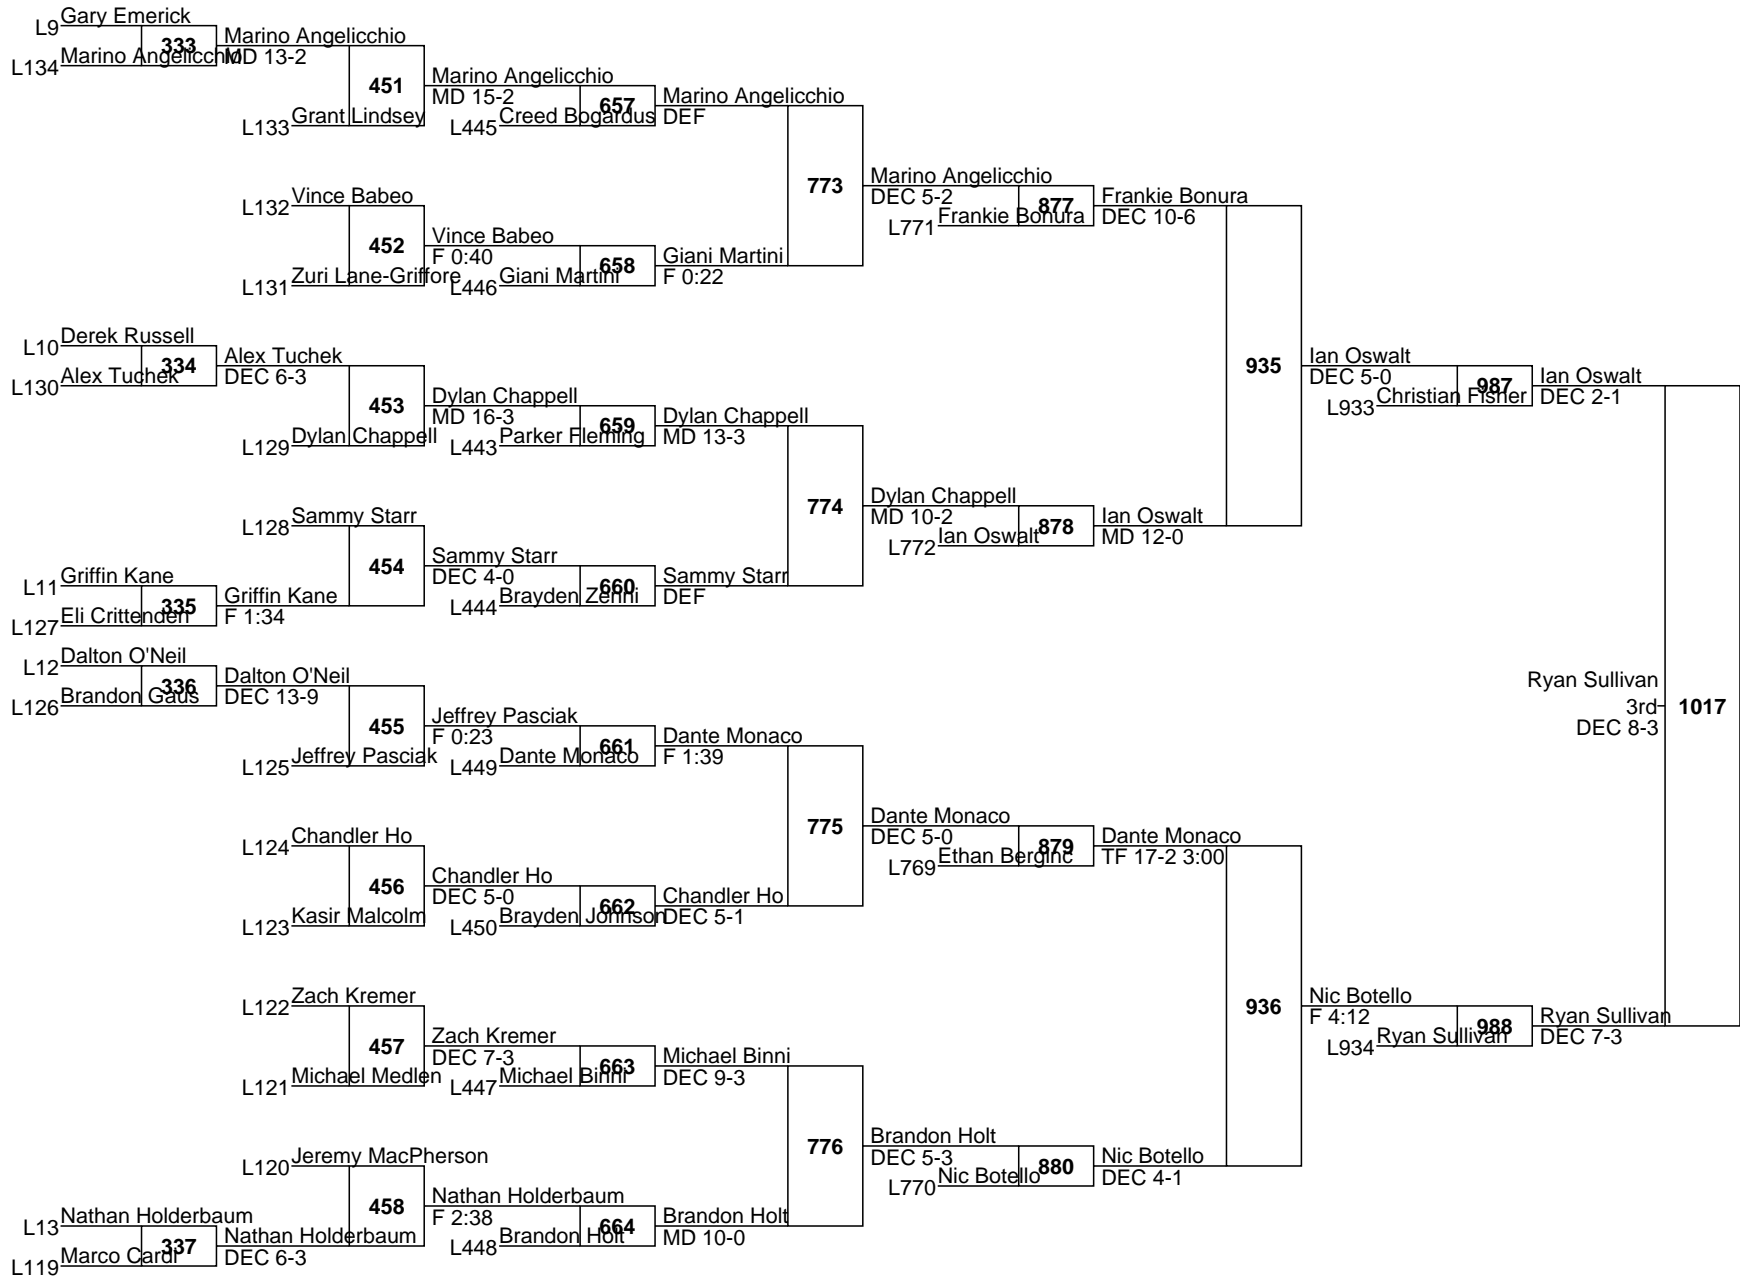 L9 Gary Emerick
333
L134 Marino Angelicchio
Marino Angelicchio
MD 13-2
451
L133 Grant Lindsey
Marino Angelicchio
MD 15-2
657
L445 Creed Bogardus
Marino Angelicchio
DEF
L132 Vince Babeo
452
L131 Zuri Lane-Griffore
Vince Babeo
F 0:40
658
L446 Giani Martini
Giani Martini
F 0:22
773
Marino Angelicchio
DEC 5-2
877
L771 Frankie Bonura
Frankie Bonura
DEC 10-6
L10 Derek Russell
334
L130 Alex Tuchek
Alex Tuchek
DEC 6-3
453
L129 Dylan Chappell
Dylan Chappell
MD 16-3
659
L443 Parker Fleming
Dylan Chappell
MD 13-3
L128 Sammy Starr
454
L11 Griffin Kane
335
L127 Eli Crittenden
Griffin Kane
F 1:34
Sammy Starr
DEC 4-0
660
L444 Brayden Zenni
Sammy Starr
DEF
774
Dylan Chappell
MD 10-2
878
L772 Ian Oswalt
Ian Oswalt
MD 12-0
935
Ian Oswalt
DEC 5-0
987
L933 Christian Fisher
Ian Oswalt
DEC 2-1
L12 Dalton O'Neil
336
L126 Brandon Gaus
Dalton O'Neil
DEC 13-9
455
L125 Jeffrey Pasciak
Jeffrey Pasciak
F 0:23
661
L449 Dante Monaco
Dante Monaco
F 1:39
L124 Chandler Ho
456
L123 Kasir Malcolm
Chandler Ho
DEC 5-0
662
L450 Brayden Johnson
Chandler Ho
DEC 5-1
775
Dante Monaco
DEC 5-0
879
L769 Ethan Berginc
Dante Monaco
TF 17-2 3:00
L122 Zach Kremer
457
L121 Michael Medlen
Zach Kremer
DEC 7-3
663
L447 Michael Binni
Michael Binni
DEC 9-3
L120 Jeremy MacPherson
458
L13 Nathan Holderbaum
337
L119 Marco Cardi
Nathan Holderbaum
DEC 6-3
Nathan Holderbaum
F 2:38
664
L448 Brandon Holt
Brandon Holt
MD 10-0
776
Brandon Holt
DEC 5-3
880
L770 Nic Botello
Nic Botello
DEC 4-1
936
Nic Botello
F 4:12
988
L934 Ryan Sullivan
Ryan Sullivan
DEC 7-3
Ryan Sullivan
3rd
DEC 8-3
1017